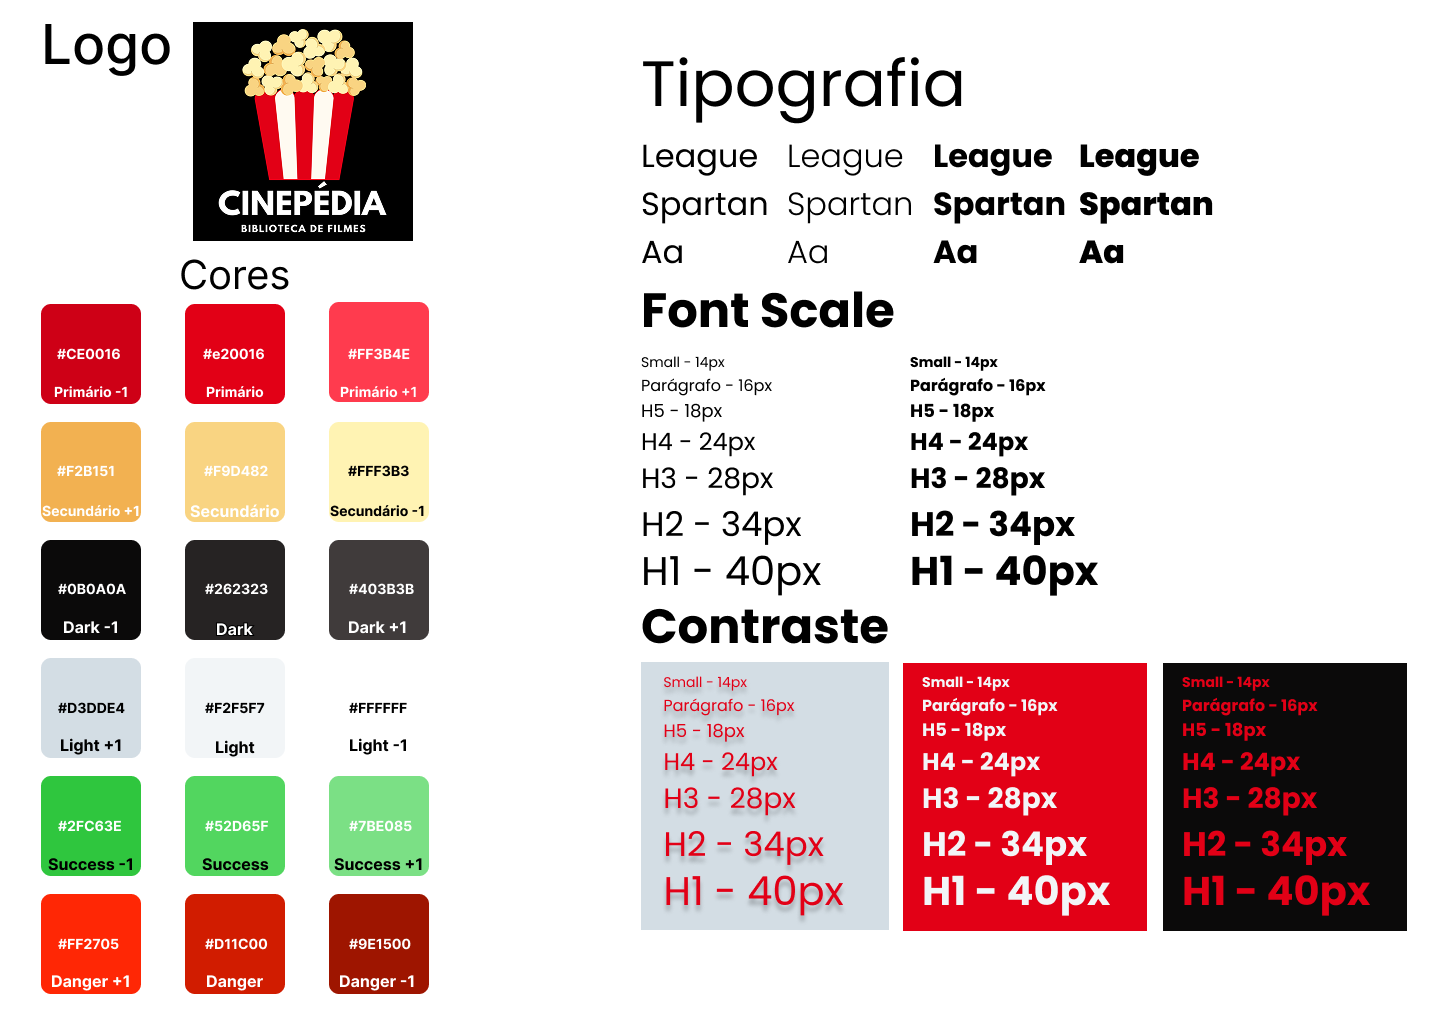 Logo
CINEPÉDIA
BIBLIOTECA DE FILMES
Cores
#CE0016
Primário -1
#e20016
Primário
#FF3B4E
Primário +1
#F2B151
Secundário +1
#F9D482
Secundário
#FFF3B3
Secundário -1
#0B0A0A
Dark -1
#262323
Dark
#403B3B
Dark +1
#D3DDE4
Light +1
#F2F5F7
Light
#FFFFFF
Light -1
#2FC63E
Success -1
#52D65F
Success
#7BE085
Success +1
#FF2705
Danger +1
#D11C00
Danger
#9E1500
Danger -1
Tipografia
League
Spartan
Aa
League
Spartan
Aa
League
Spartan
Aa
League
Spartan
Aa
Font Scale
Small - 14px
Parágrafo - 16px
H5 - 18px
H4 - 24px
H3 - 28px
H2 - 34px
H1 - 40px
Small - 14px
Parágrafo - 16px
H5 - 18px
H4 - 24px
H3 - 28px
H2 - 34px
H1 - 40px
Contraste
Small - 14px
Parágrafo - 16px
H5 - 18px
H4 - 24px
H3 - 28px
H2 - 34px
H1 - 40px
Small - 14px
Parágrafo - 16px
H5 - 18px
H4 - 24px
H3 - 28px
H2 - 34px
H1 - 40px
Small - 14px
Parágrafo - 16px
H5 - 18px
H4 - 24px
H3 - 28px
H2 - 34px
H1 - 40px